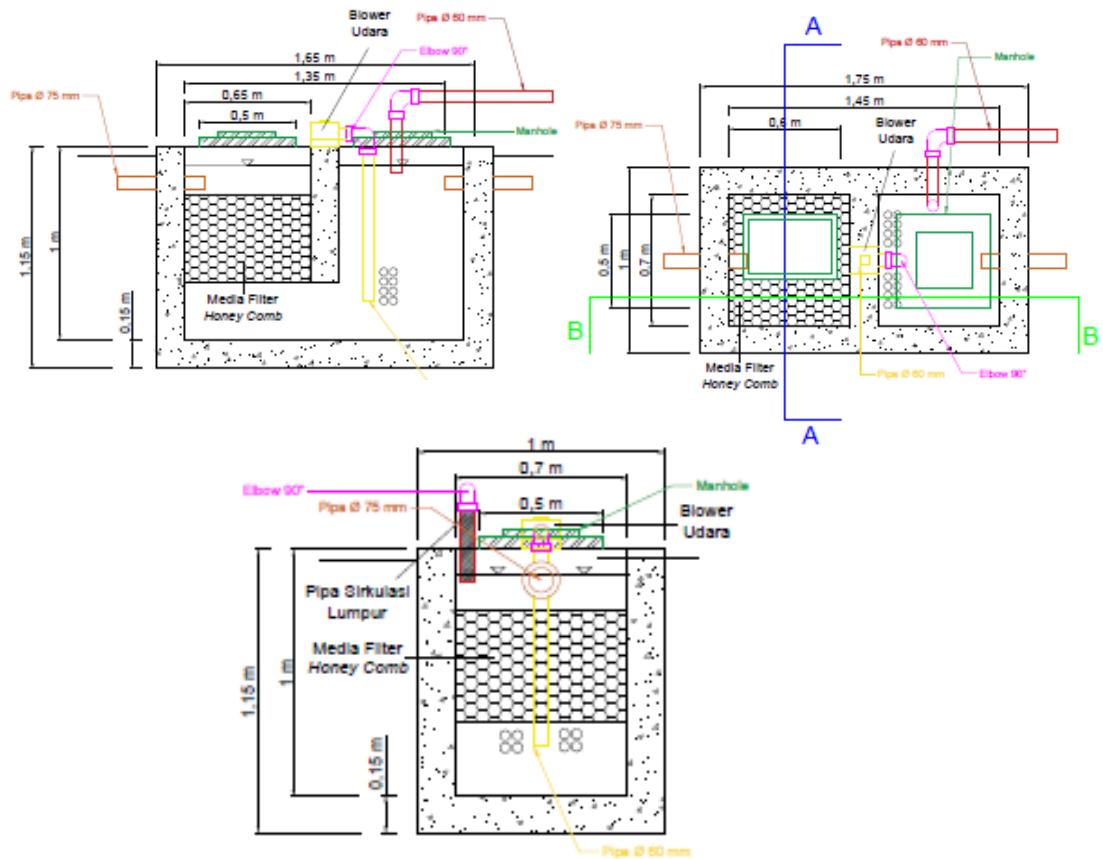 Blower
Udara
Pipa Ø 60 mm
Elbow 90°
1,65 m
1,35 m
Pipa Ø 75 mm
0,65 m
0,5 m
Manhole
1,15 m
1 m
0,15 m
Media Filter
Honey Comb
A
Pipa Ø 60 mm
Manhole
1,75 m
1,45 m
Pipa Ø 75 mm
0,6 m
Blower
Udara
0,5 m
1 m
0,7 m
B
B
Media Filter
Honey Comb
Pipa Ø 60 mm
Elbow 90°
A
1 m
0,7 m
Elbow 90°
Manhole
Pipa Ø 75 mm
0,5 m
Blower
Udara
Pipa Sirkulasi
Lumpur
Media Filter
Honey Comb
1,15 m
1 m
0,15 m
Pipa Ø 60 mm